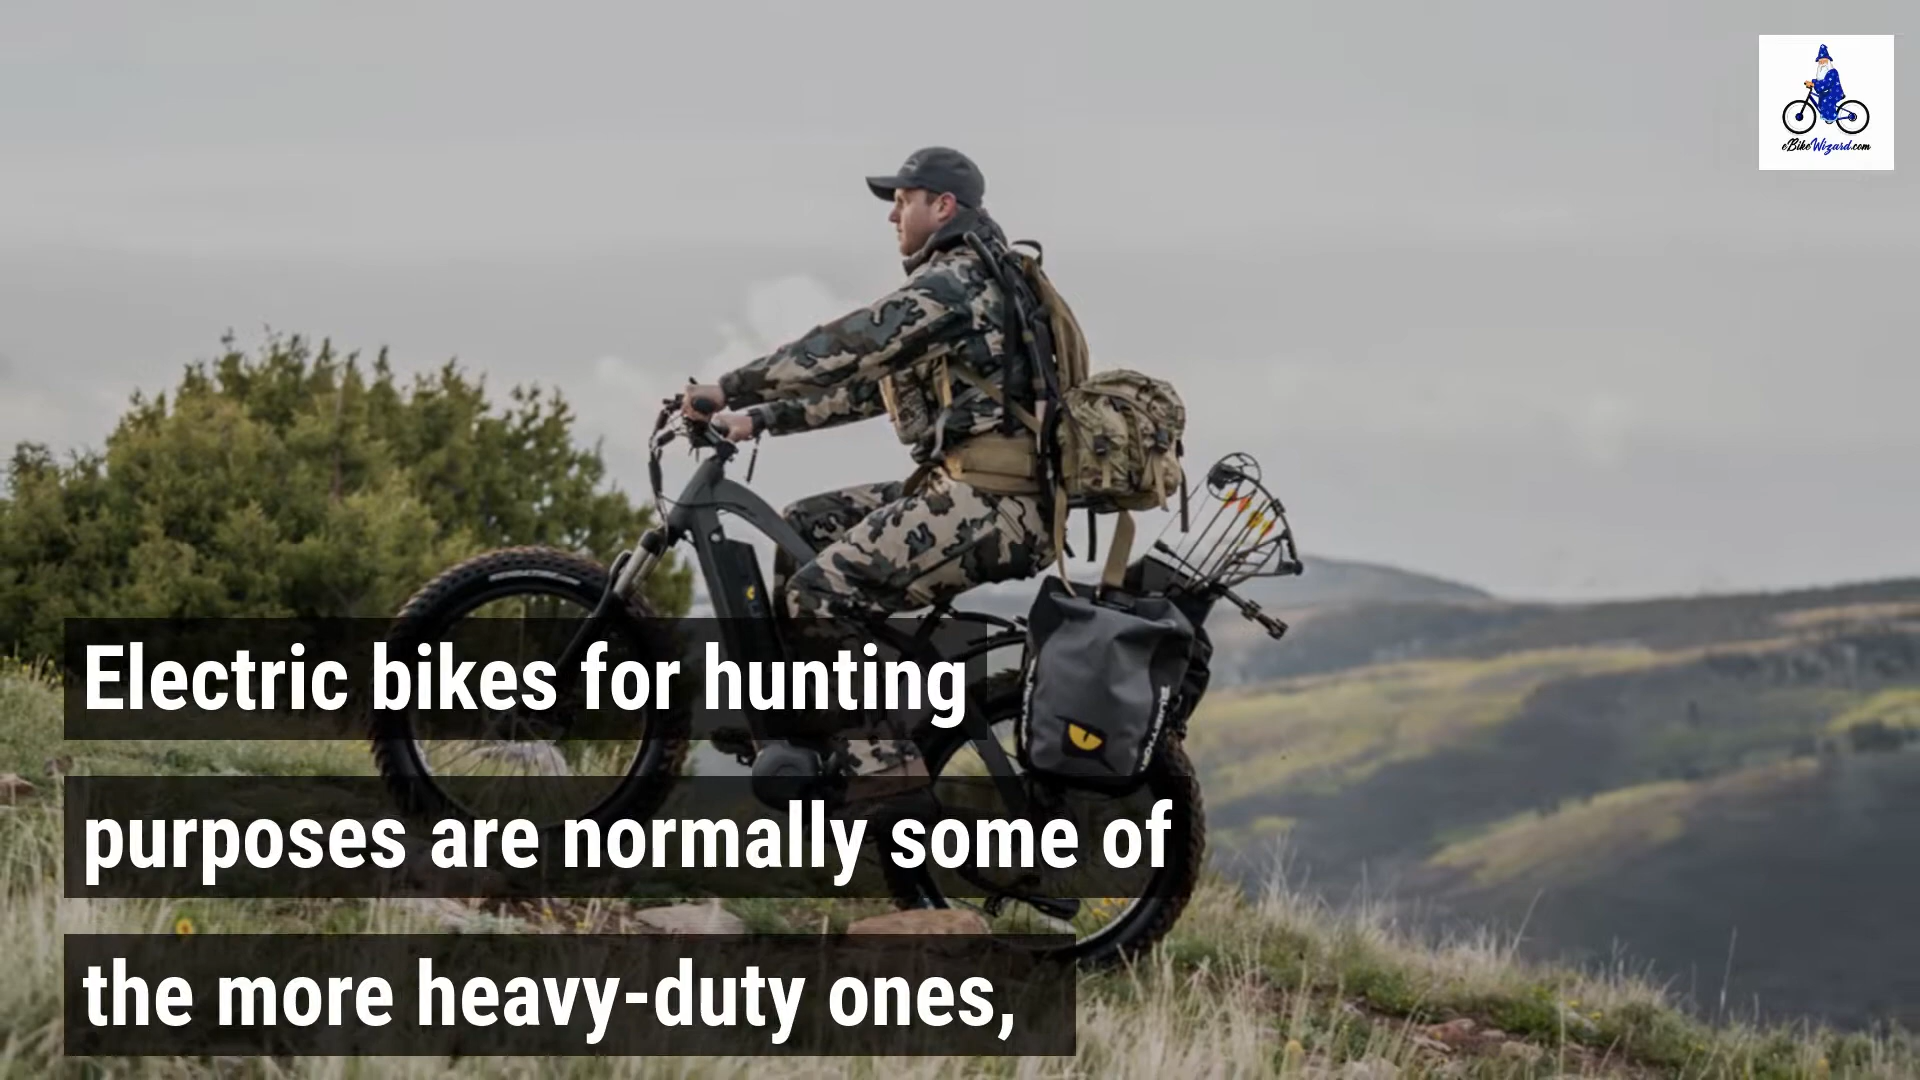 eBikeWizard.com
Electric bikes for hunting
purposes are normally some of
the more heavy-duty ones,